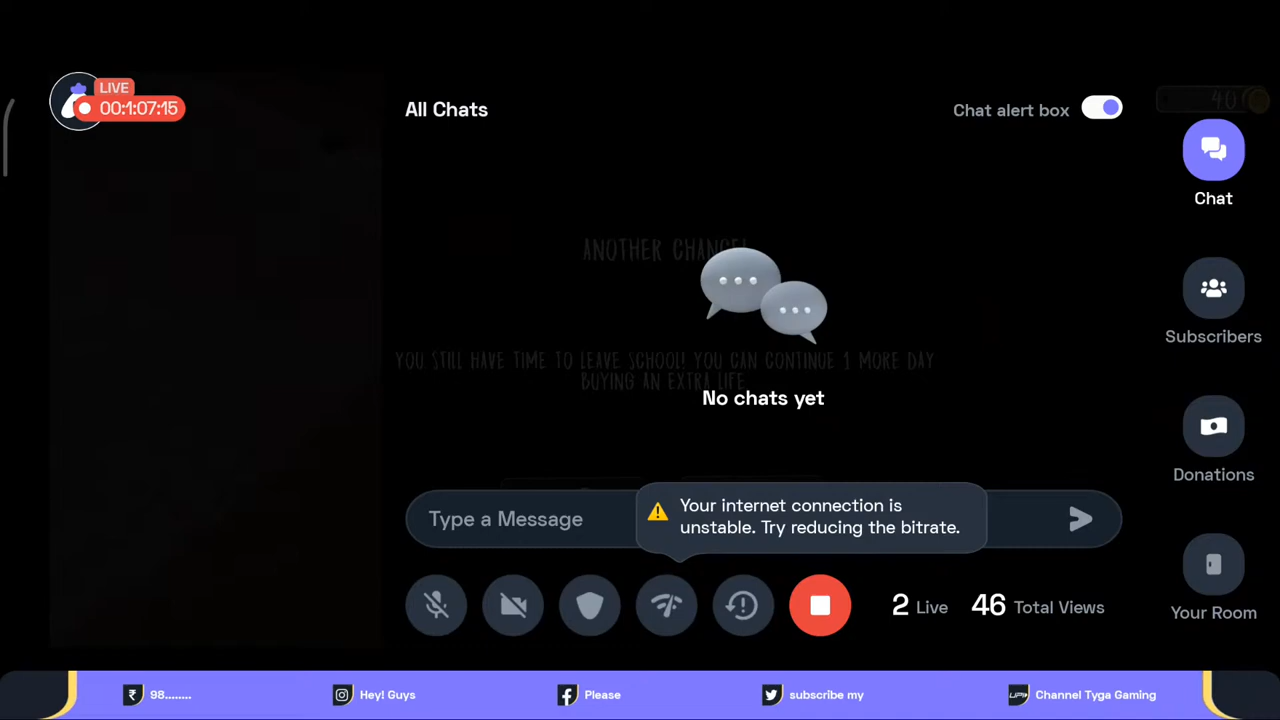 LIVE
00:1:07:15
All Chats
Chat alert box
40
Chat
ANOTHER CHANCE!
Subscribers
YOU STILL HAVE TIME TO LEAVE SCHOOL! YOU CAN CONTINUE 1 MORE DAY
BUYING AN EXTRA LIFE
No chats yet
Donations
Your internet connection is
unstable. Try reducing the bitrate.
Type a Message
2 Live 46 Total Views
Your Room
₹ 98........
Hey! Guys
Please
subscribe my
Channel Tyga Gaming